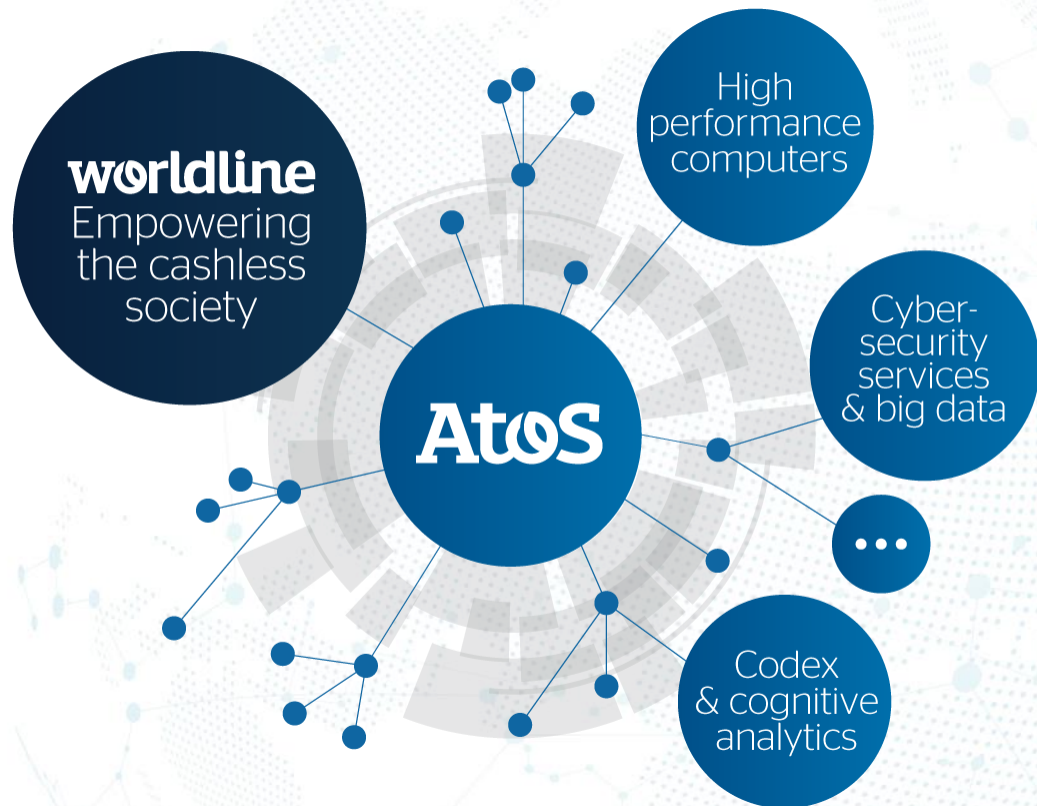 worldline
Empowering
the cashless
society
High
performance
computers
Cyber-
security
services
& big data
Atos
...
Codex
& cognitive
analytics